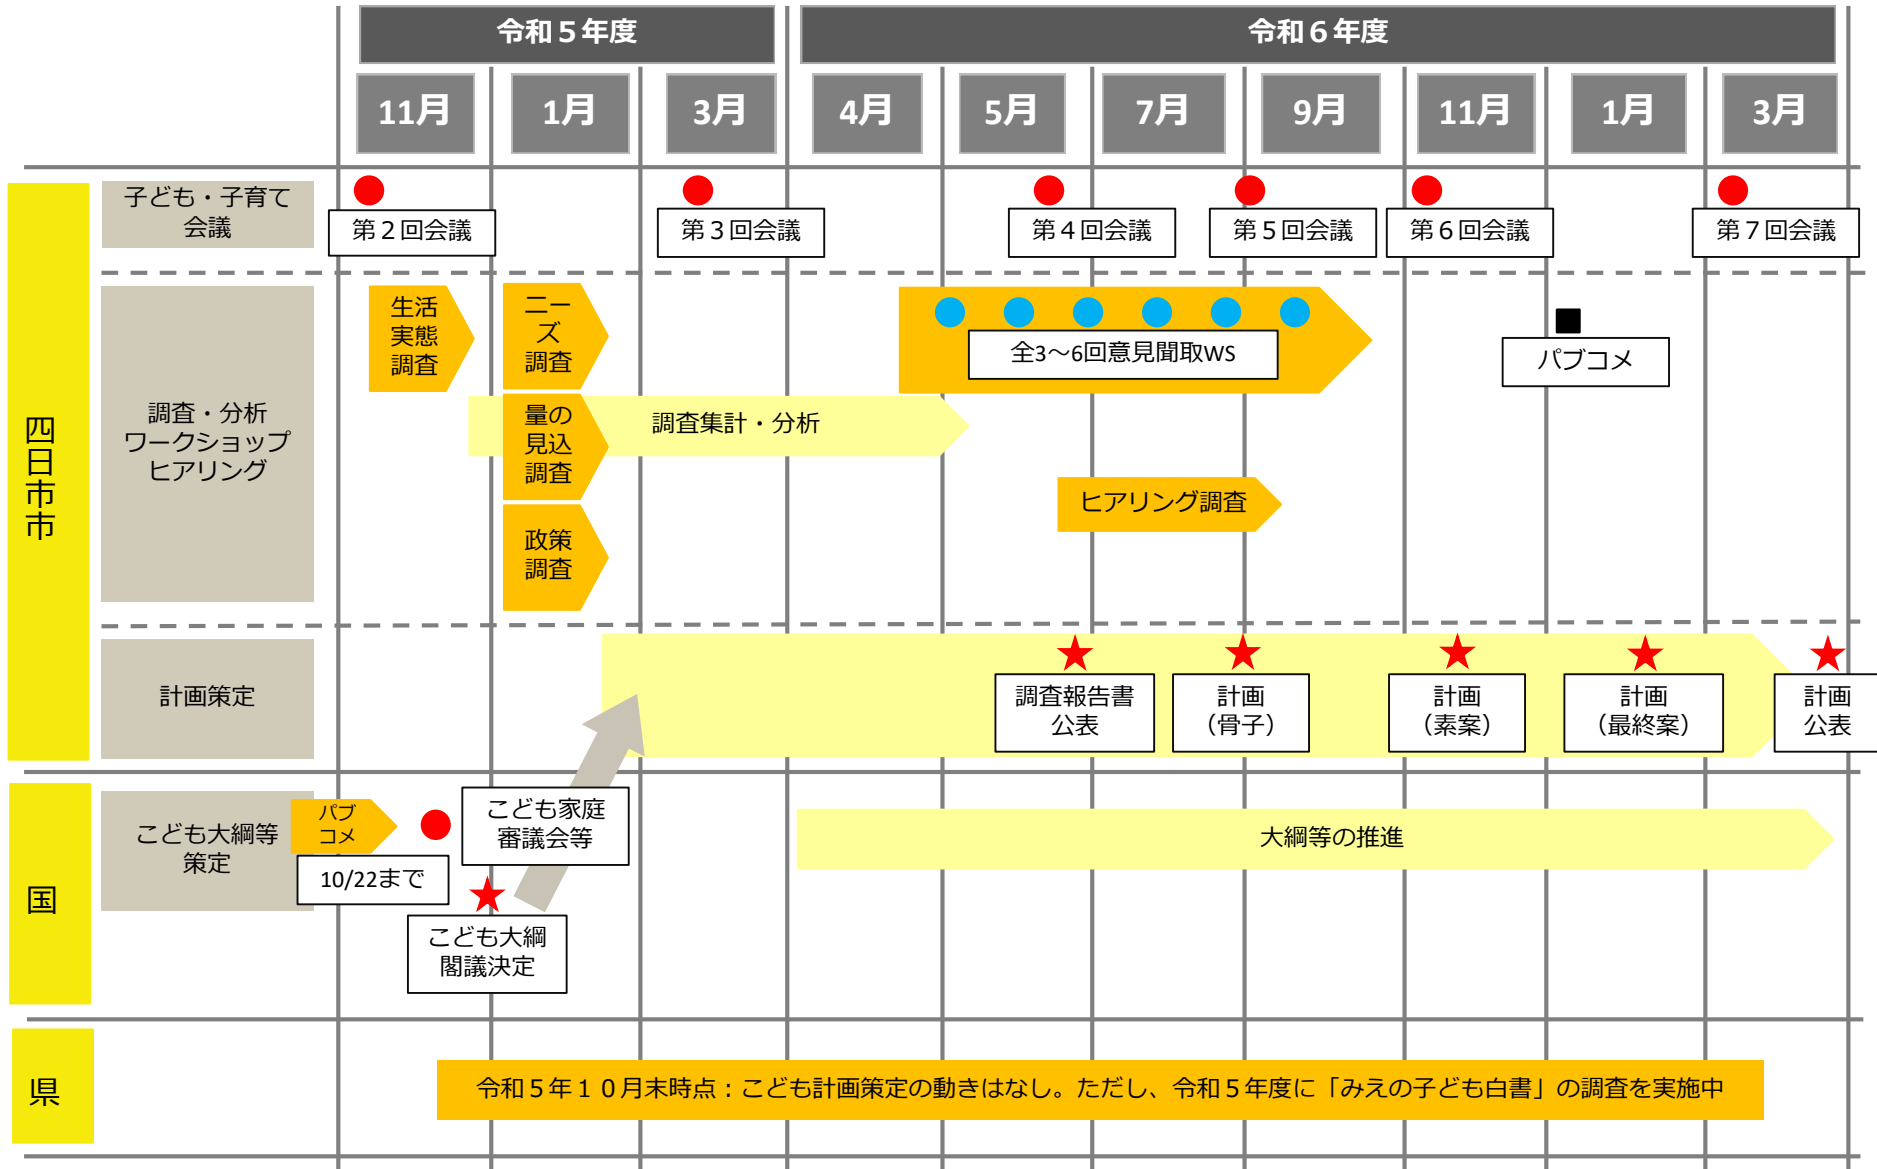 令和５年度
令和６年度
11月
1月
3月
4月
5月
7月
9月
11月
1月
3月
四日市市
子ども・子育て
会議
第２回会議
第３回会議
第４回会議
第５回会議
第６回会議
第７回会議
調査・分析
ワークショップ
ヒアリング
生活
実態
調査
ニー
ズ
調査
量の
見込
調査
政策
調査
調査集計・分析
全3～6回意見聞取WS
ヒアリング調査
パブコメ
計画策定
調査報告書
公表
計画
（骨子）
計画
（素案）
計画
（最終案）
計画
公表
国
こども大綱等
策定
パブ
コメ
10/22まで
こども家庭
審議会等
こども大綱
閣議決定
大綱等の推進
県
令和５年１０月末時点：こども計画策定の動きはなし。ただし、令和５年度に「みえの子ども白書」の調査を実施中